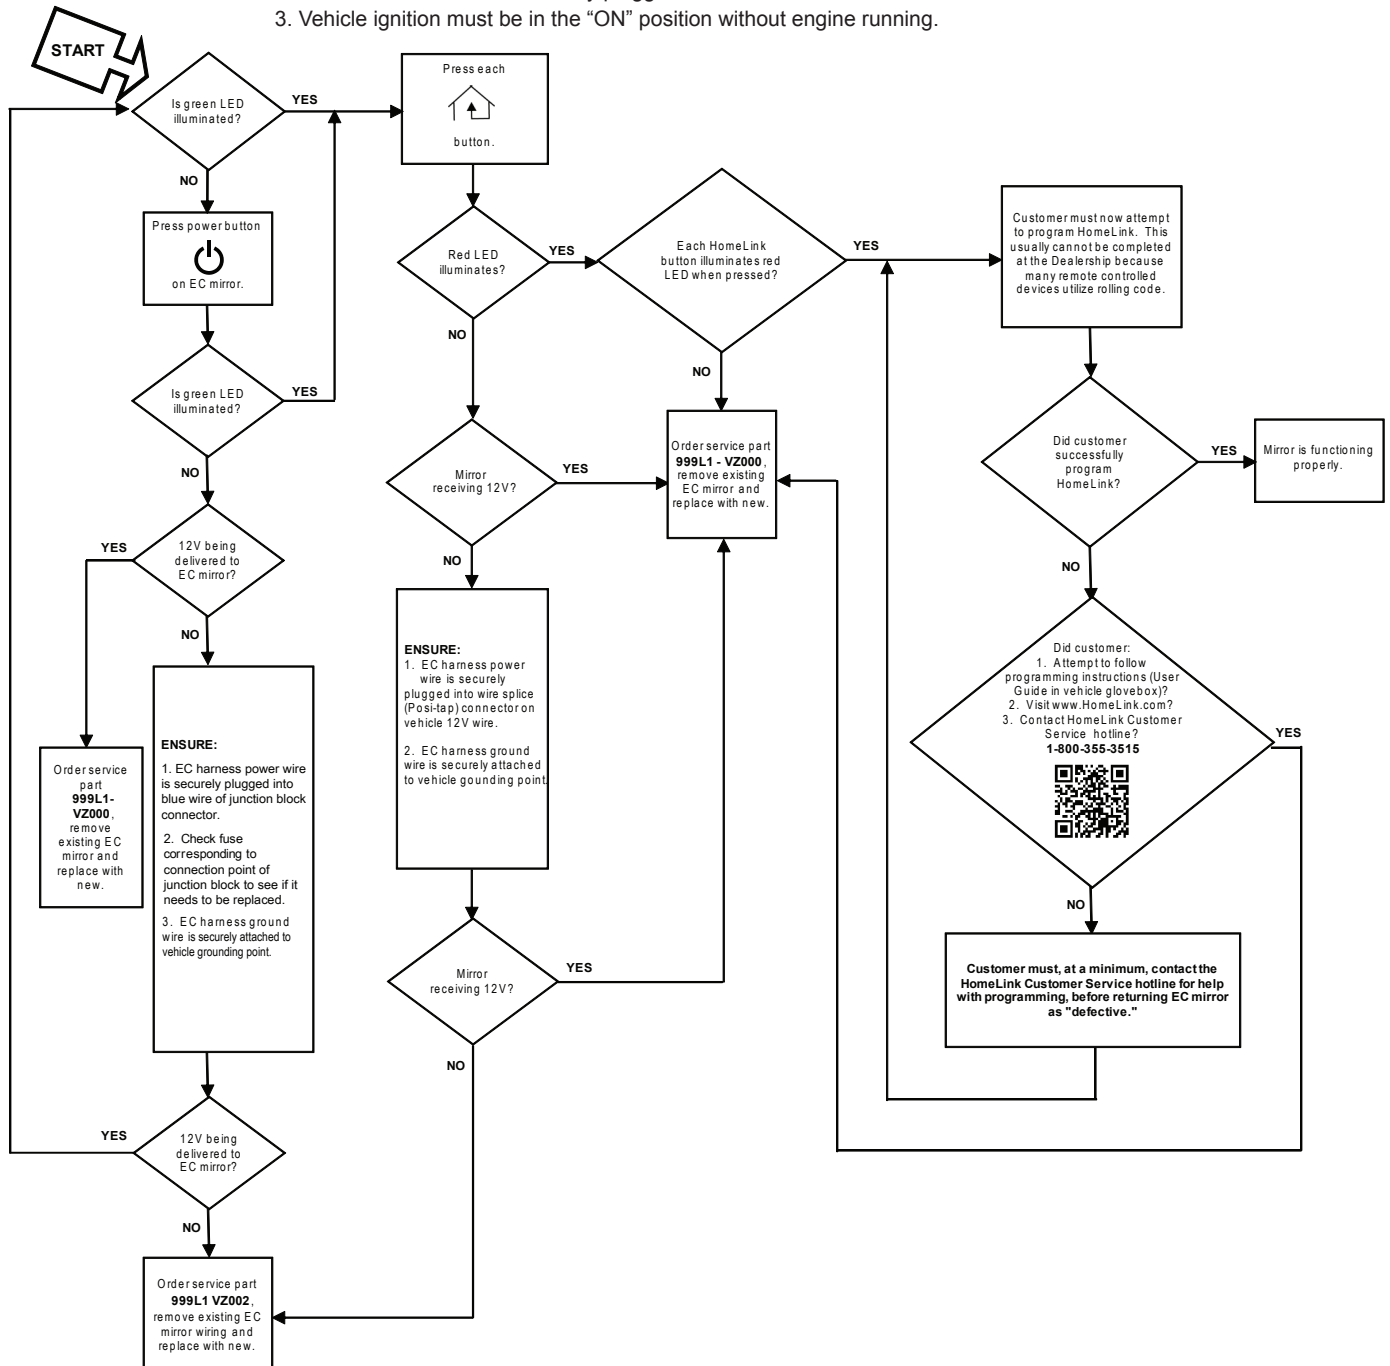 3. Vehicle ignition must be in the “ON” position without engine running.
START
Is green LED
illuminated?
YES
NO
Press power button
on EC mirror.
Is green LED
illuminated?
YES
NO
12V being
delivered to
EC mirror?
YES
NO
Order service
part
999L1-
VZ000,
remove
existing EC
mirror and
replace with
new.
ENSURE:
1. EC harness power wire
is securely plugged into
blue wire of junction block
connector.
2. Check fuse
corresponding to
connection point of
junction block to see if it
needs to be replaced.
3. EC harness ground
wire is securely attached to
vehicle grounding point.
12V being
delivered to
EC mirror?
YES
NO
Order service part
999L1 VZ002,
remove existing EC
mirror wiring and
replace with new.
Press each
button.
Red LED
illuminates?
YES
NO
Mirror
receiving 12V?
YES
NO
ENSURE:
1. EC harness power
wire is securely
plugged into wire splice
(Posi-tap) connector on
vehicle 12V wire.
2. EC harness ground
wire is securely attached
to vehicle gounding point.
Mirror
receiving 12V?
YES
NO
Each HomeLink
button illuminates red
LED when pressed?
YES
NO
Order service part
999L1 - VZ000,
remove existing
EC mirror and
replace with new.
Customer must now attempt
to program HomeLink. This
usually cannot be completed
at the Dealership because
many remote controlled
devices utilize rolling code.
Did customer
successfully
program
HomeLink?
YES
NO
Mirror is functioning
properly.
Did customer:
1. Attempt to follow
programming instructions (User
Guide in vehicle glovebox)?
2. Visit www.HomeLink.com?
3. Contact HomeLink Customer
Service hotline?
1-800-355-3515
YES
NO
Customer must, at a minimum, contact the
HomeLink Customer Service hotline for help
with programming, before returning EC mirror
as "defective."